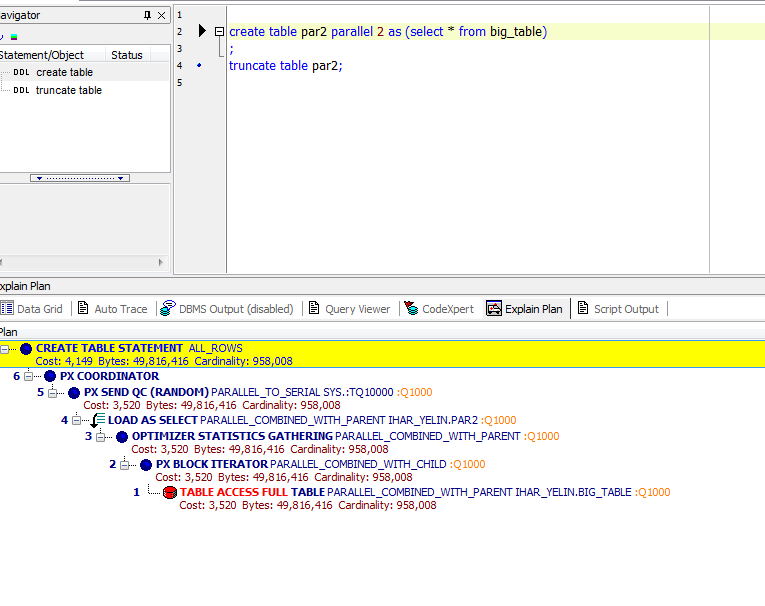 avigator
Statement/Object Status
DDL create table
DDL truncate table
1
2 create table par2 parallel 2 as (select * from big_table)
3 ;
4 truncate table par2;
5
xplain Plan
Data Grid Auto Trace DBMS Output (disabled) Query Viewer CodeXpert Explain Plan Script Output
Plan
CREATE TABLE STATEMENT ALL_ROWS
Cost: 4,149 Bytes: 49,816,416 Cardinality: 958,008
6 PX COORDINATOR
5 PX SEND QC (RANDOM) PARALLEL_TO_SERIAL SYS.:TQ10000 :Q1000
Cost: 3,520 Bytes: 49,816,416 Cardinality: 958,008
4 LOAD AS SELECT PARALLEL_COMBINED_WITH_PARENT IHAR_YELIN.PAR2 :Q1000
3 OPTIMIZER STATISTICS GATHERING PARALLEL_COMBINED_WITH_PARENT :Q1000
Cost: 3,520 Bytes: 49,816,416 Cardinality: 958,008
2 PX BLOCK ITERATOR PARALLEL_COMBINED_WITH_CHILD :Q1000
Cost: 3,520 Bytes: 49,816,416 Cardinality: 958,008
1 TABLE ACCESS FULL TABLE PARALLEL_COMBINED_WITH_PARENT IHAR_YELIN.BIG_TABLE :Q1000
Cost: 3,520 Bytes: 49,816,416 Cardinality: 958,008